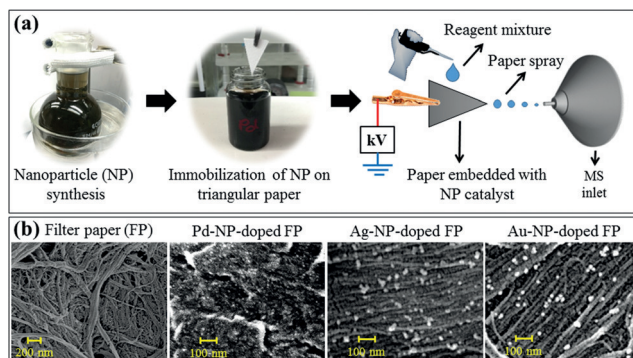 (a)
Reagent mixture
Paper spray
kV
Pd
Nanoparticle (NP)
synthesis
Immobilization of NP on
triangular paper
Paper embedded with
NP catalyst
MS
inlet
(b) Filter paper (FP)
Pd-NP-doped FP
Ag-NP-doped FP
Au-NP-doped FP
200 nm
100 nm
100 nm
100 nm